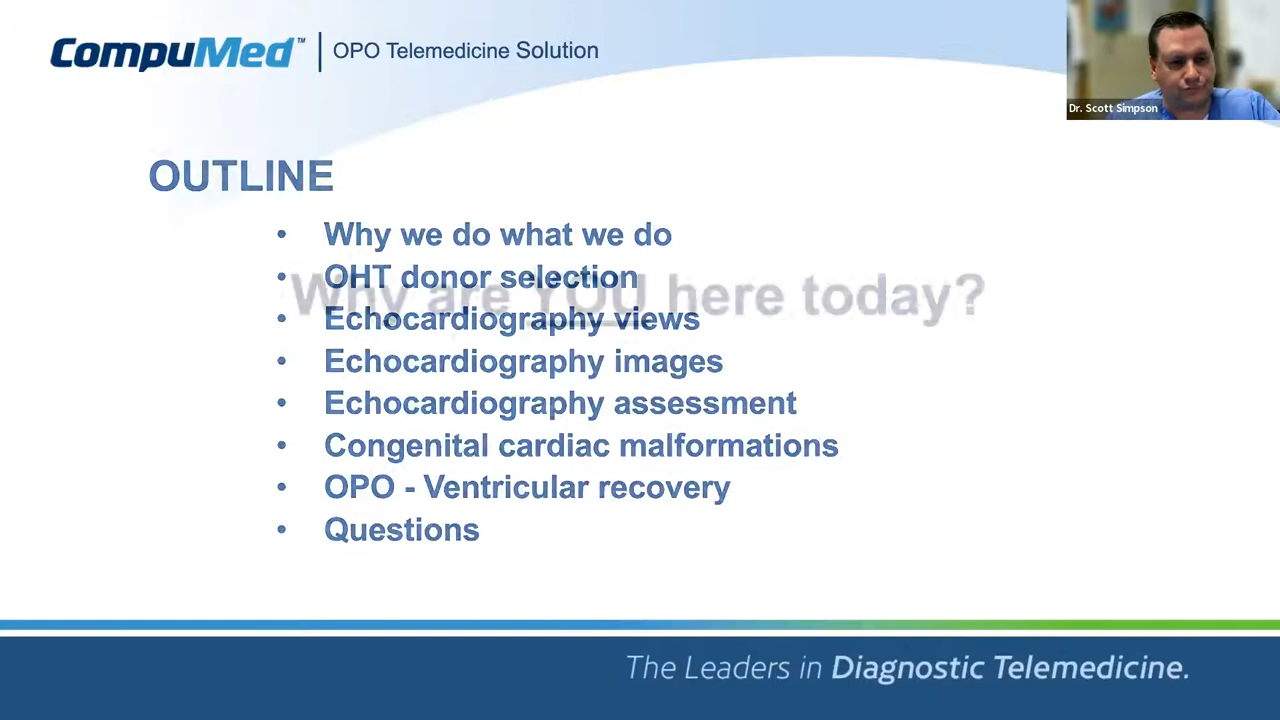 CompuMed™ | OPO Telemedicine Solution
Dr. Scott Simpson
OUTLINE
• Why we do what we do
• OHT donor selection
Why are YOU here today?
• Echocardiography views
• Echocardiography images
• Echocardiography assessment
• Congenital cardiac malformations
• OPO - Ventricular recovery
• Questions
The Leaders in Diagnostic Telemedicine.